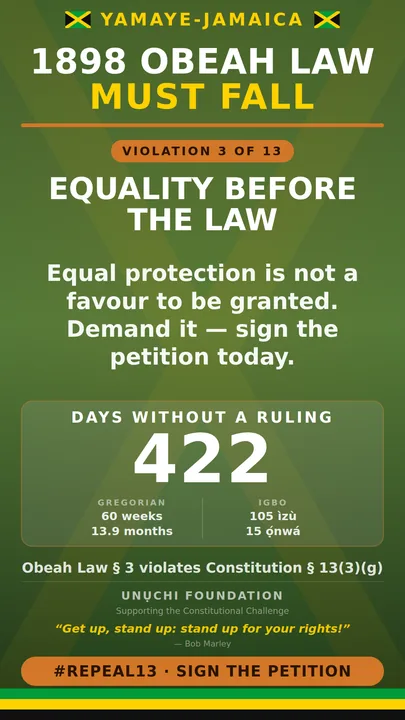 YAMAYE-JAMAICA
1898 OBEAH LAW
MUST FALL
VIOLATION 3 OF 13
EQUALITY BEFORE
THE LAW
Equal protection is not a
favour to be granted.
Demand it — sign the
petition today.
DAYS WITHOUT A RULING
422
GREGORIAN
60 weeks
13.9 months
IGBO
105 ìzù
15 ọ́nwá
Obeah Law § 3 violates Constitution § 13(3)(g)
UNỤCHI FOUNDATION
Supporting the Constitutional Challenge
“Get up, stand up: stand up for your rights!”
— Bob Marley
#REPEAL13 · SIGN THE PETITION